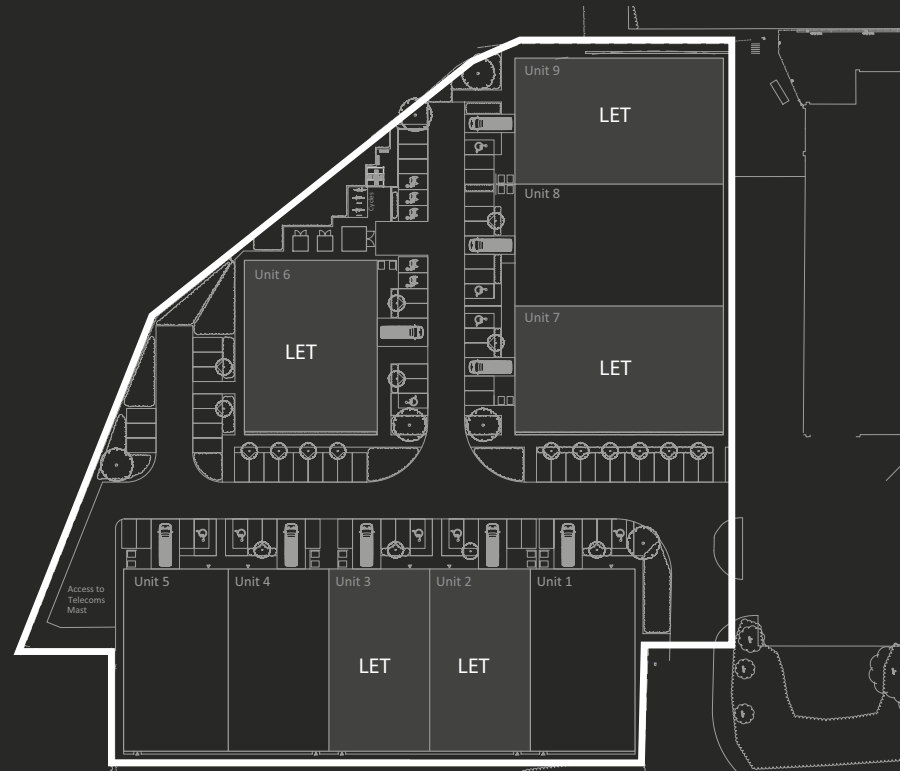 Unit 9
LET
Unit 8
Cycles
Unit 6
LET
Unit 7
LET
Unit 5
Unit 4
Unit 3
Unit 2
Unit 1
Access to
Telecoms
Mast
LET
LET